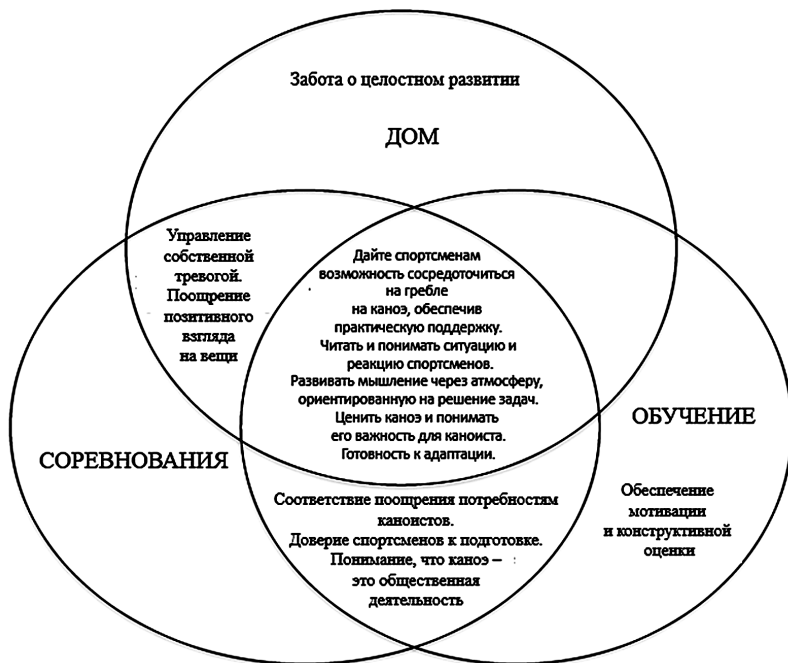 Забота о целостном развитии
ДОМ
Управление
собственной
тревогой.
Поощрение
позитивного
взгляда
на вещи
Дайте спортсменам
возможность сосредоточиться
на гребле
на каноэ, обеспечив
практическую поддержку.
Читать и понимать ситуацию и
реакцию спортсменов.
Развивать мышление через атмосферу,
ориентированную на решение задач.
Ценить каноэ и понимать
его важность для каноиста.
Готовность к адаптации.
ОБУЧЕНИЕ
СОРЕВНОВАНИЯ
Обеспечение
мотивации
и конструктивной
оценки
Соответствие поощрения потребностям
каноистов.
Доверие спортсменов к подготовке.
Понимание, что каноэ –
это общественная
деятельность